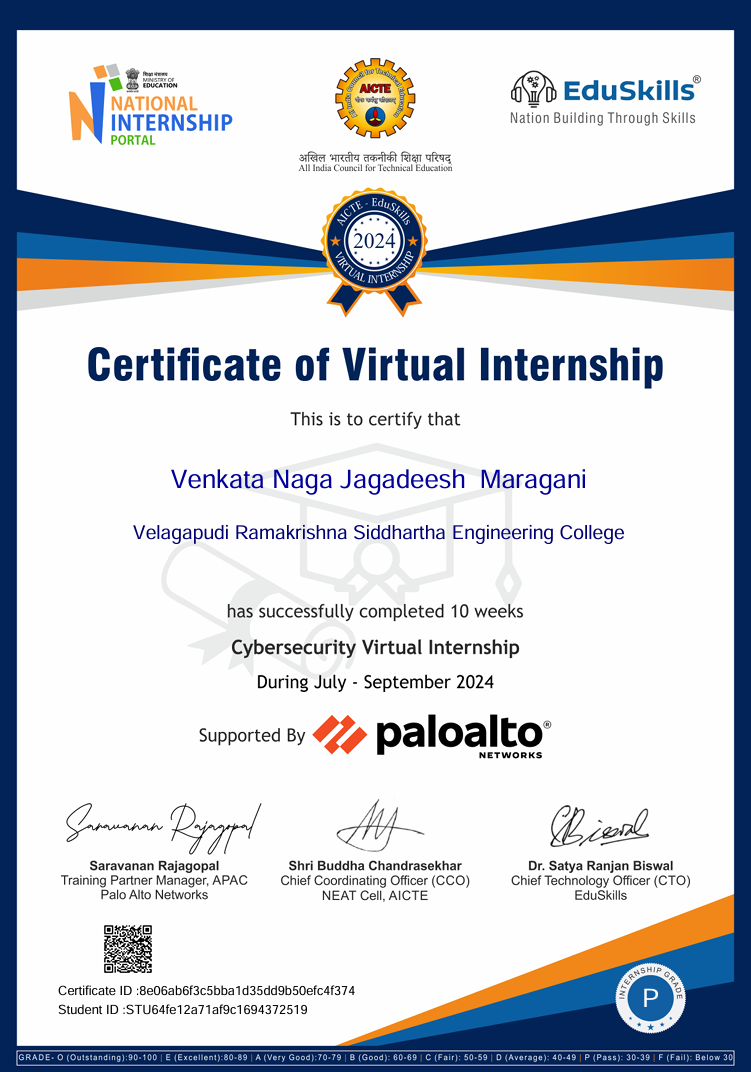 शिक्षा मंत्रालय
MINISTRY OF
EDUCATION
NATIONAL
INTERNSHIP
PORTAL
All India Council for Technical Education
AICTE
अखिल भारतीय तकनीकी शिक्षा परिषद्
All India Council for Technical Education
EduSkills®
Nation Building Through Skills
AICTE - EduSkills
2024
VIRTUAL INTERNSHIP
Certificate of Virtual Internship
This is to certify that
Venkata Naga Jagadeesh Maragani
Velagapudi Ramakrishna Siddhartha Engineering College
has successfully completed 10 weeks
Cybersecurity Virtual Internship
During July - September 2024
Supported By paloalto®
NETWORKS
Saravanan Rajagopal
CBiswal
Saravanan Rajagopal
Training Partner Manager, APAC
Palo Alto Networks
Shri Buddha Chandrasekhar
Chief Coordinating Officer (CCO)
NEAT Cell, AICTE
Dr. Satya Ranjan Biswal
Chief Technology Officer (CTO)
EduSkills
Certificate ID :8e06ab6f3c5bba1d35dd9b50efc4f374
Student ID :STU64fe12a71af9c1694372519
INTERNSHIP GRADE
P
GRADE- O (Outstanding):90-100 | E (Excellent):80-89 | A (Very Good):70-79 | B (Good): 60-69 | C (Fair): 50-59 | D (Average): 40-49 | P (Pass): 30-39 | F (Fail): Below 30